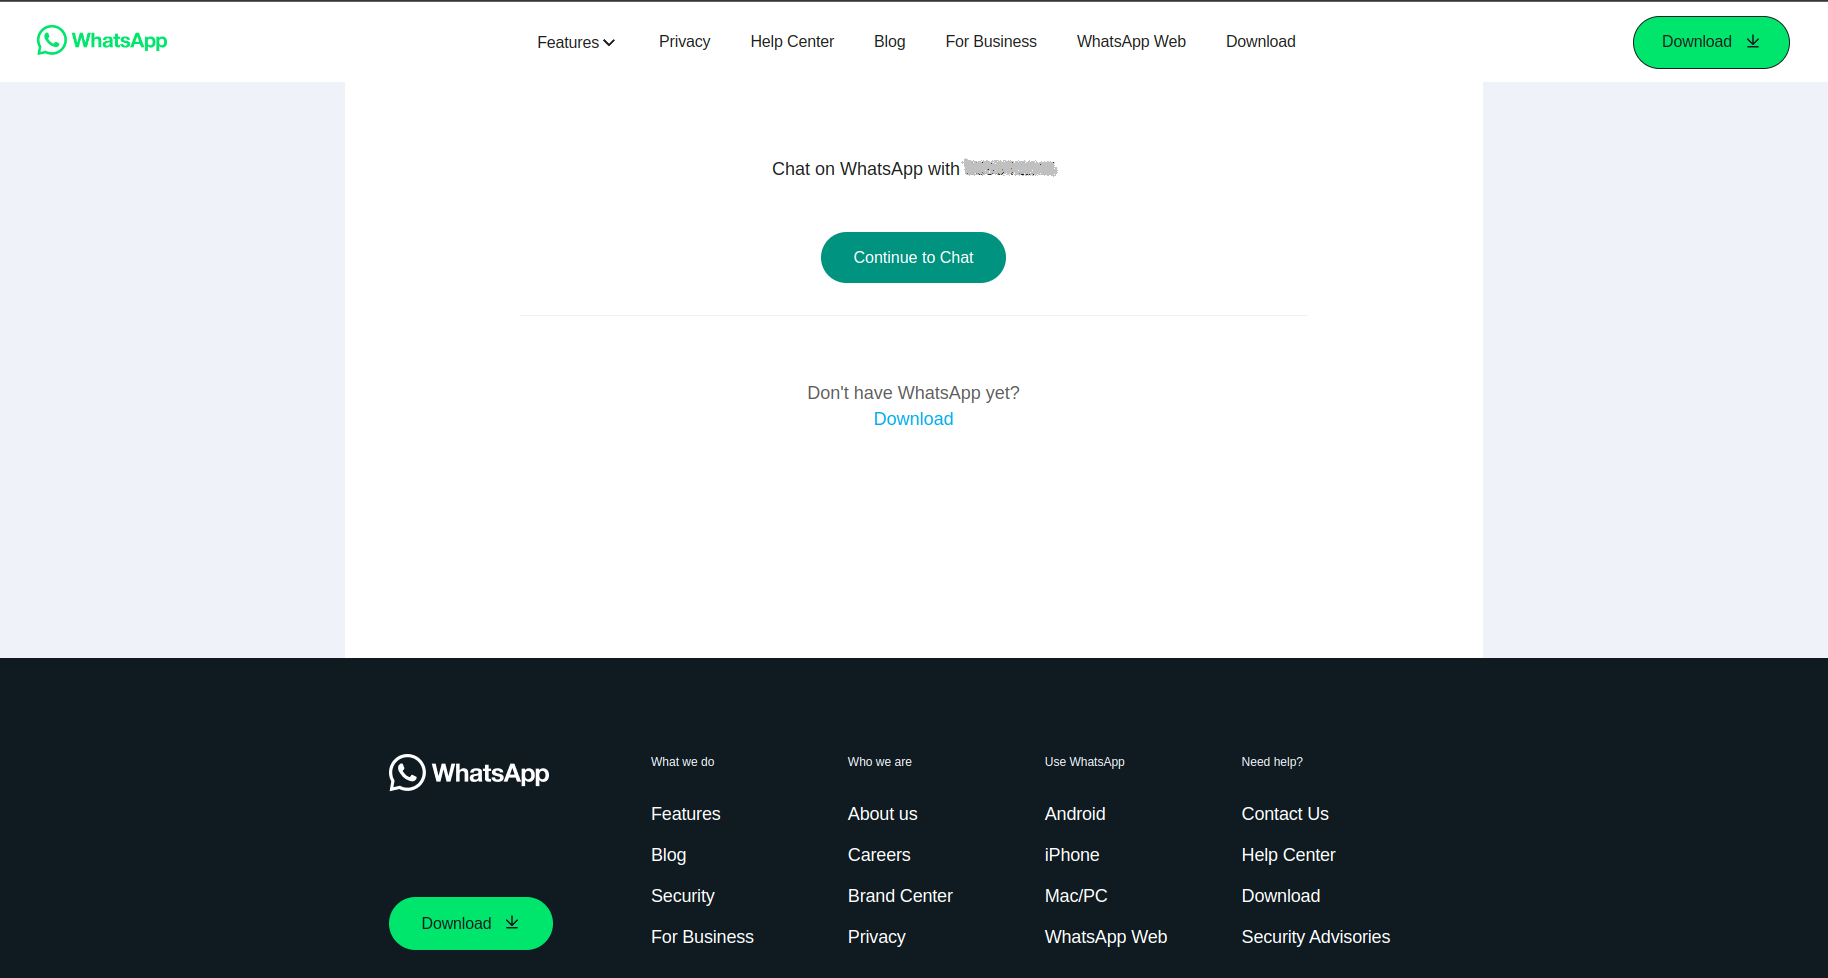 WhatsApp
Features
Privacy
Help Center
Blog
For Business
WhatsApp Web
Download
Download
Chat on WhatsApp with
Continue to Chat
Don't have WhatsApp yet?
Download
WhatsApp
Download
What we do
Features
Blog
Security
For Business
Who we are
About us
Careers
Brand Center
Privacy
Use WhatsApp
Android
iPhone
Mac/PC
WhatsApp Web
Need help?
Contact Us
Help Center
Download
Security Advisories